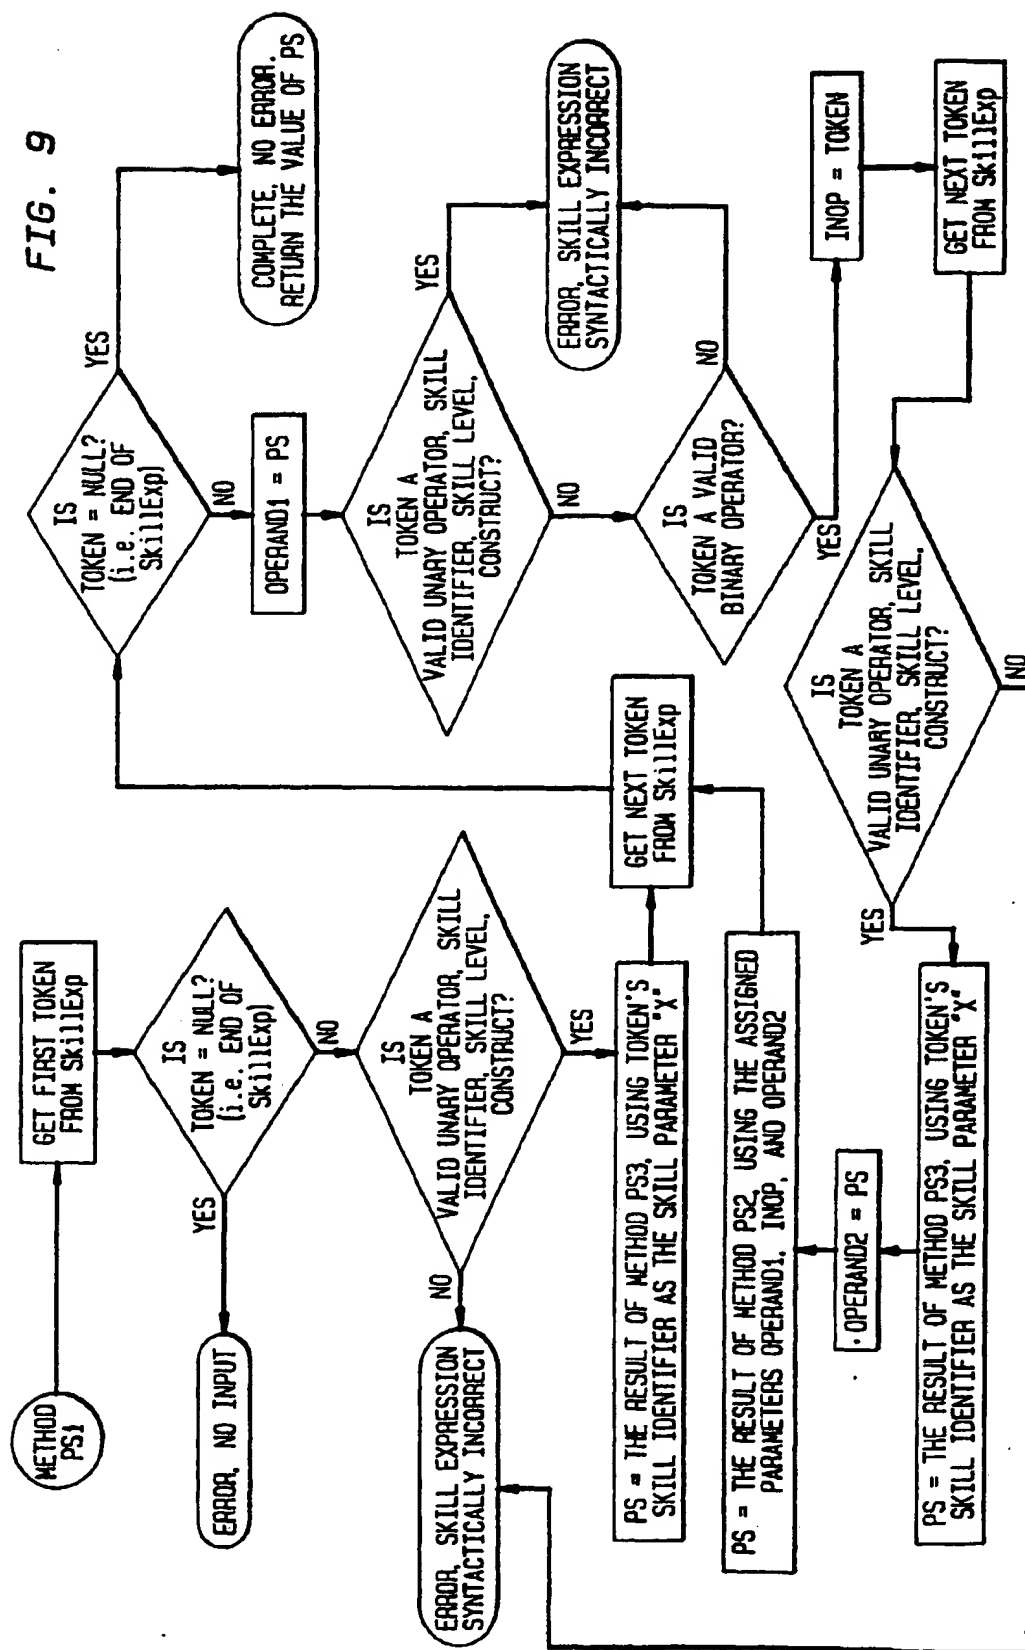 FIG. 9
METHOD
PS1
GET FIRST TOKEN
FROM SkillExp
IS
TOKEN = NULL?
(i.e. END OF
SkillExp)
YES
NO
ERROR, NO INPUT
IS
TOKEN A
VALID UNARY OPERATOR, SKILL
IDENTIFIER, SKILL LEVEL,
CONSTRUCT?
NO
YES
ERROR, SKILL EXPRESSION
SYNTACTICALLY INCORRECT
PS = THE RESULT OF METHOD PS3, USING TOKEN'S
SKILL IDENTIFIER AS THE SKILL PARAMETER "X"
GET NEXT TOKEN
FROM SkillExp
IS
TOKEN = NULL?
(i.e. END OF
SkillExp)
YES
NO
COMPLETE, NO ERROR.
RETURN THE VALUE OF PS
OPERAND1 = PS
IS
TOKEN A
VALID UNARY OPERATOR, SKILL
IDENTIFIER, SKILL LEVEL,
CONSTRUCT?
YES
NO
ERROR, SKILL EXPRESSION
SYNTACTICALLY INCORRECT
IS
TOKEN A VALID
BINARY OPERATOR?
NO
YES
INOP = TOKEN
GET NEXT TOKEN
FROM SkillExp
IS
TOKEN A
VALID UNARY OPERATOR, SKILL
IDENTIFIER, SKILL LEVEL,
CONSTRUCT?
YES
NO
PS = THE RESULT OF METHOD PS3, USING TOKEN'S
SKILL IDENTIFIER AS THE SKILL PARAMETER "X"
OPERAND2 = PS
PS = THE RESULT OF METHOD PS2, USING THE ASSIGNED
PARAMETERS OPERAND1, INOP, AND OPERAND2